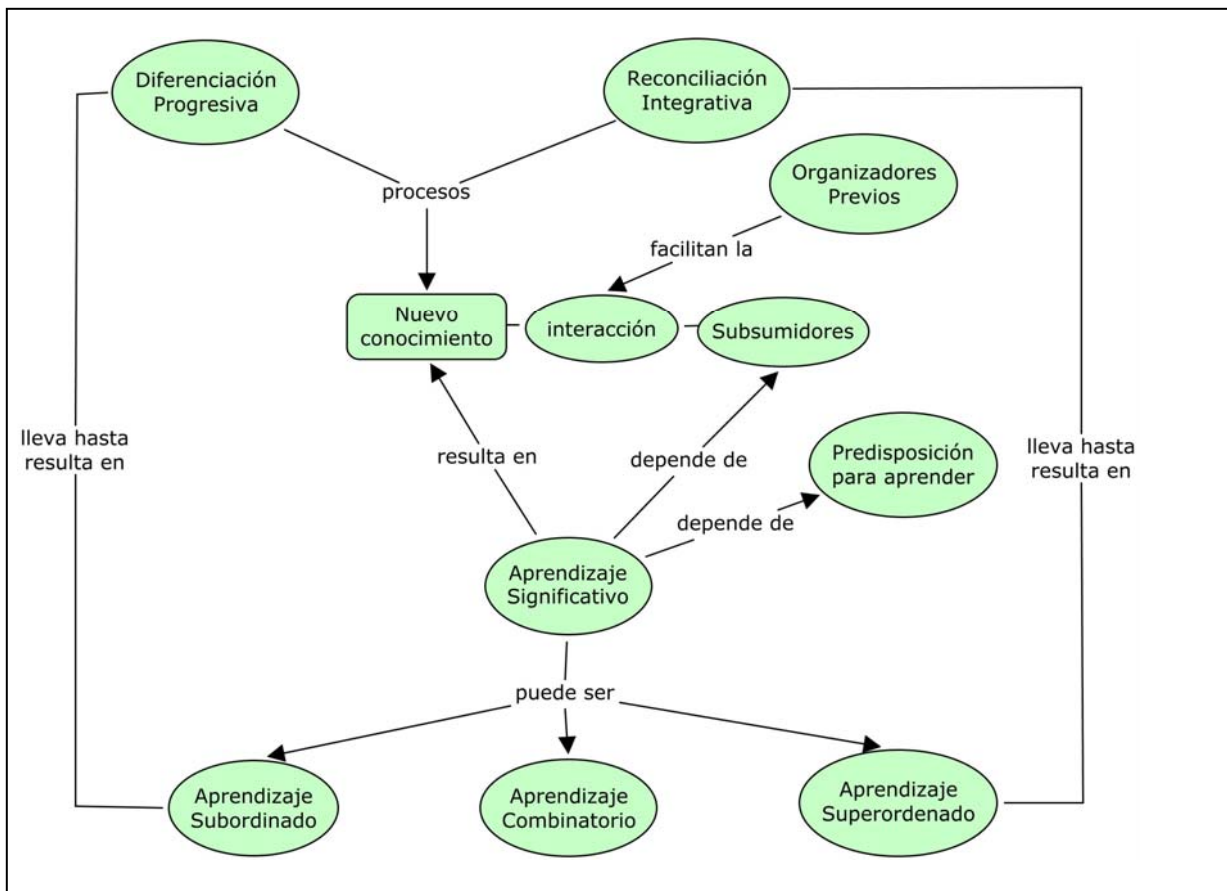 Diferenciación
Progresiva
Reconciliación
Integrativa
Organizadores
Previos
procesos
facilitan la
Nuevo
conocimiento
interacción
Subsumidores
lleva hasta
resulta en
resulta en
depende de
Predisposición
para aprender
lleva hasta
resulta en
depende de
Aprendizaje
Significativo
puede ser
Aprendizaje
Subordinado
Aprendizaje
Combinatorio
Aprendizaje
Superordenado